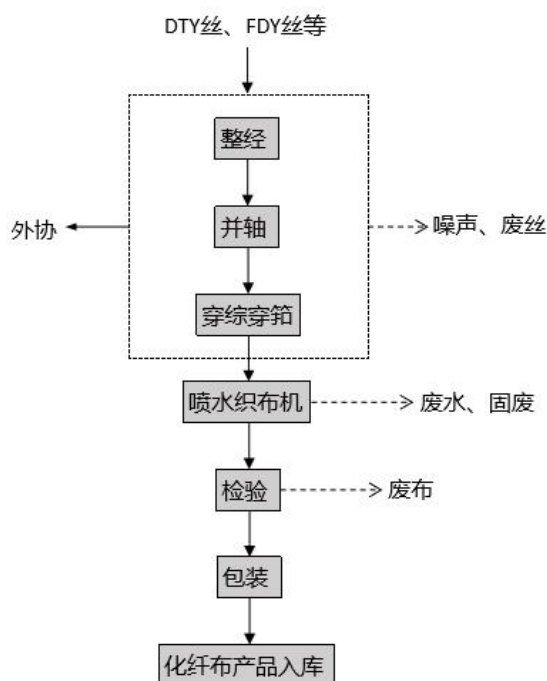 DTY丝、FDY丝等
整经
外协
并轴
噪声、废丝
穿综穿筘
喷水织布机
废水、固废
检验
废布
包装
化纤布产品入库